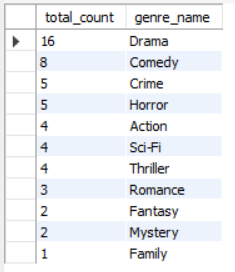 total_count genre_name
16 Drama
8 Comedy
5 Crime
5 Horror
4 Action
4 Sci-Fi
4 Thriller
3 Romance
2 Fantasy
2 Mystery
1 Family